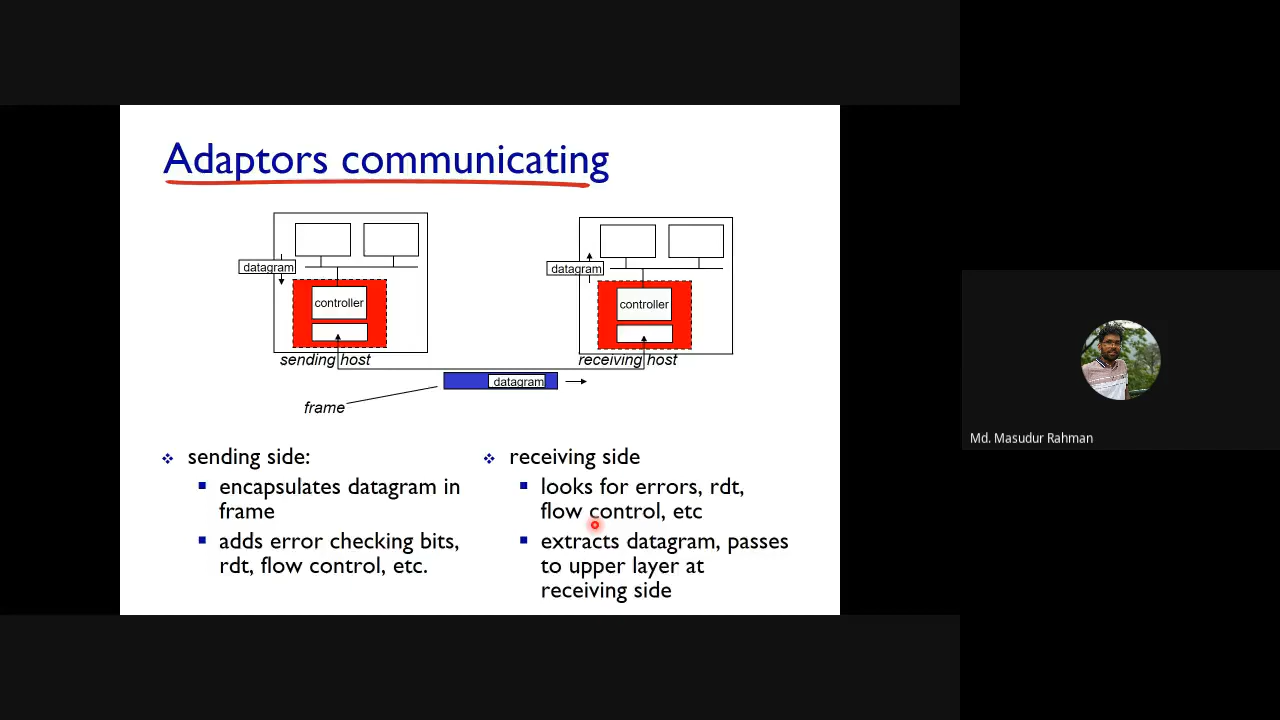 Adaptors communicating
datagram
controller
sending host
datagram
controller
receiving host
datagram
frame
sending side:
encapsulates datagram in
frame
adds error checking bits,
rdt, flow control, etc.
receiving side
looks for errors, rdt,
flow control, etc
extracts datagram, passes
to upper layer at
receiving side
Md. Masudur Rahman